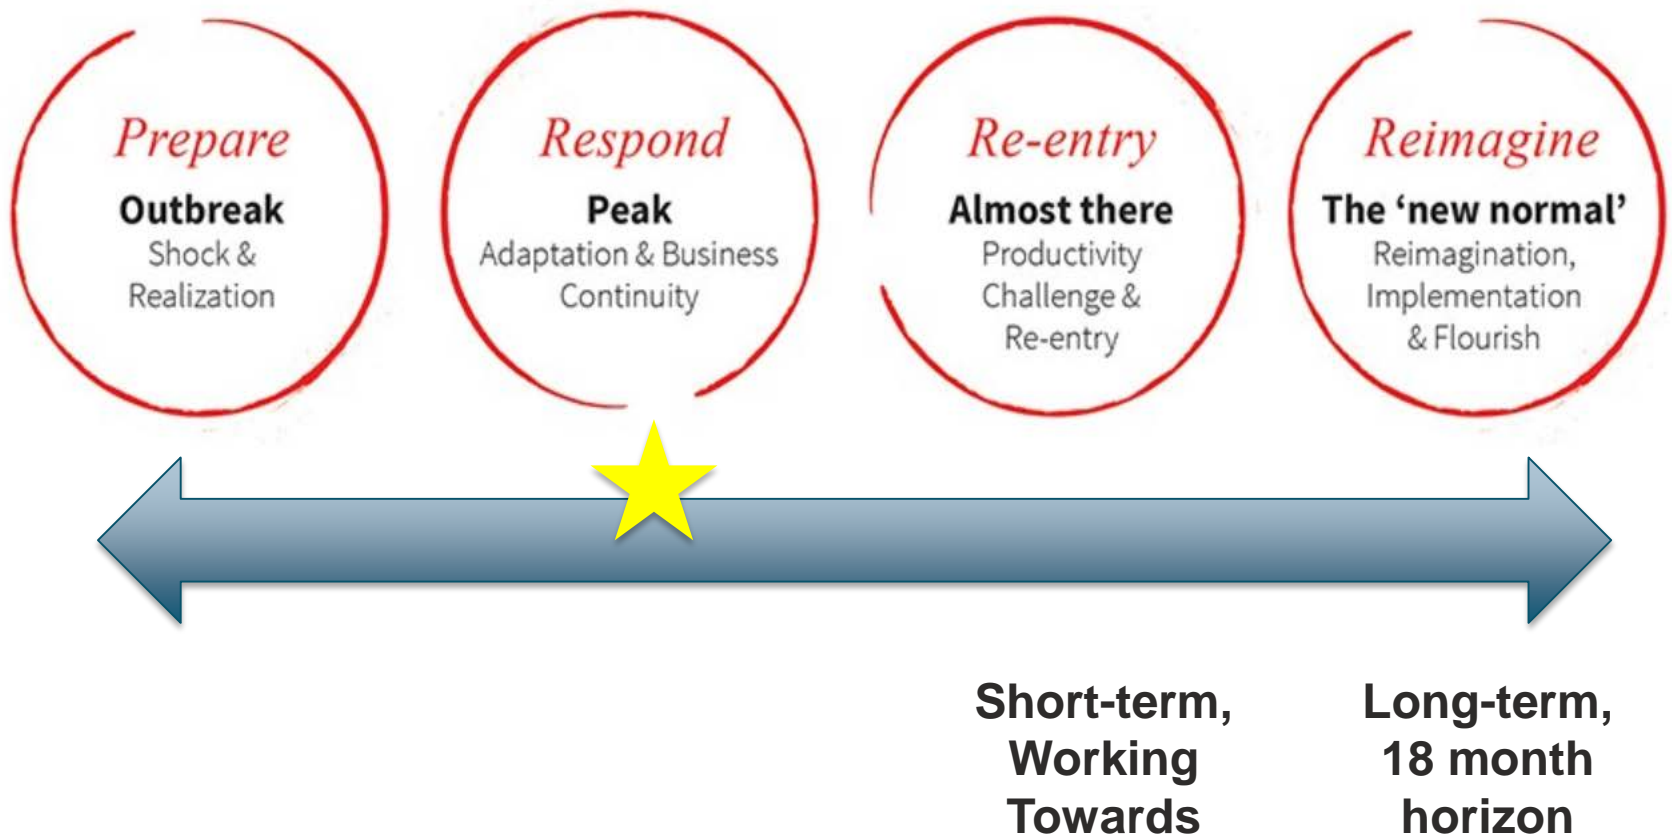 Prepare
Outbreak
Shock &
Realization
Respond
Peak
Adaptation & Business
Continuity
Re-entry
Almost there
Productivity
Challenge &
Re-entry
Reimagine
The ‘new normal’
Reimagination,
Implementation
& Flourish
Short-term,
Working
Towards
Long-term,
18 month
horizon